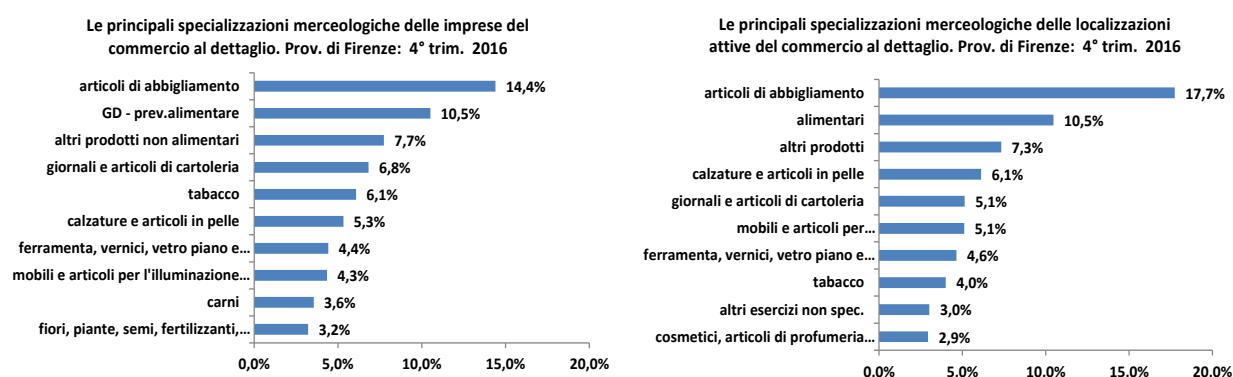 Le principali specializzazioni merceologiche delle imprese del
commercio al dettaglio. Prov. di Firenze: 4° trim. 2016
articoli di abbigliamento 14,4%
GD - prev.alimentare 10,5%
altri prodotti non alimentari 7,7%
giornali e articoli di cartoleria 6,8%
tabacco 6,1%
calzature e articoli in pelle 5,3%
ferramenta, vernici, vetro piano e... 4,4%
mobili e articoli per l'illuminazione... 4,3%
carni 3,6%
fiori, piante, semi, fertilizzanti,... 3,2%
0,0% 5,0% 10,0% 15,0% 20,0%
Le principali specializzazioni merceologiche delle localizzazioni
attive del commercio al dettaglio. Prov. di Firenze: 4° trim. 2016
articoli di abbigliamento 17,7%
alimentari 10,5%
altri prodotti 7,3%
calzature e articoli in pelle 6,1%
giornali e articoli di cartoleria 5,1%
mobili e articoli per... 5,1%
ferramenta, vernici, vetro piano e... 4,6%
tabacco 4,0%
altri esercizi non spec. 3,0%
cosmetici, articoli di profumeria... 2,9%
0,0% 5,0% 10,0% 15,0% 20,0%